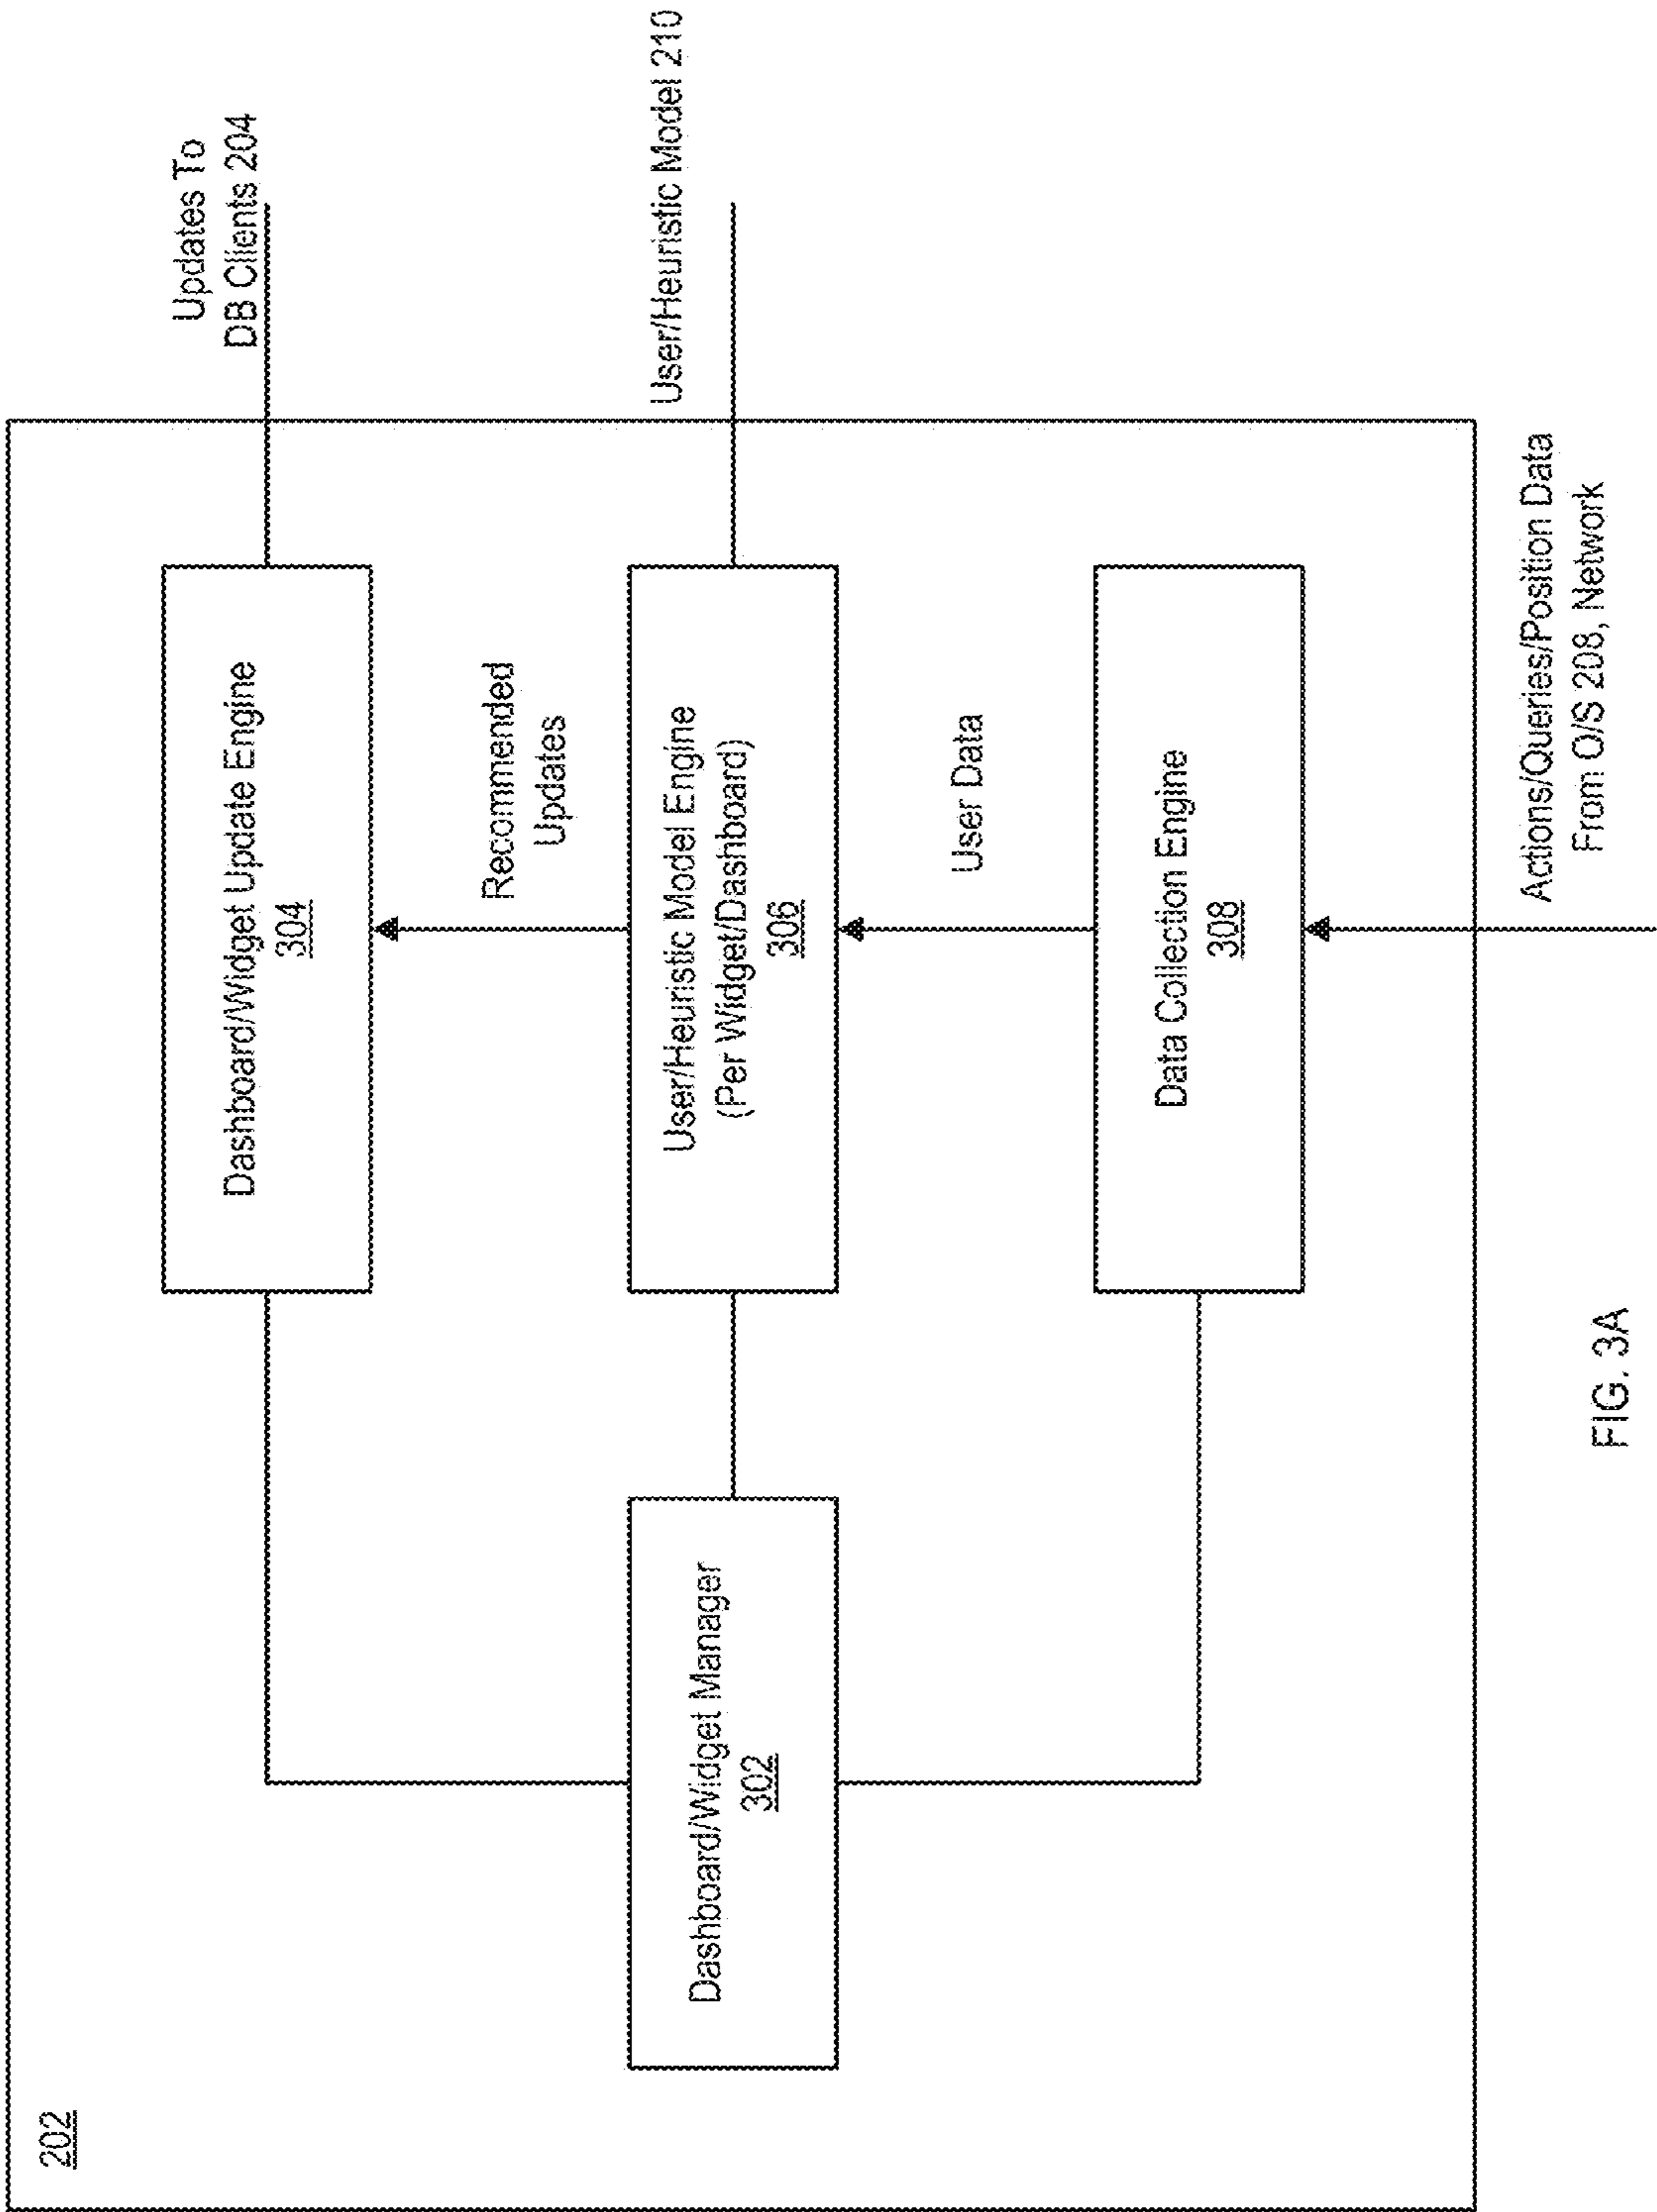 202
Updates To
DB Clients 204
Dashboard/Widget Update Engine
304
Recommended
Updates
User/Heuristic Model 210
Dashboard/Widget Manager
302
User/Heuristic Model Engine
(Per Widget/Dashboard)
306
User Data
Data Collection Engine
308
Actions/Queries/Position Data
From O/S 208, Network
FIG. 3A